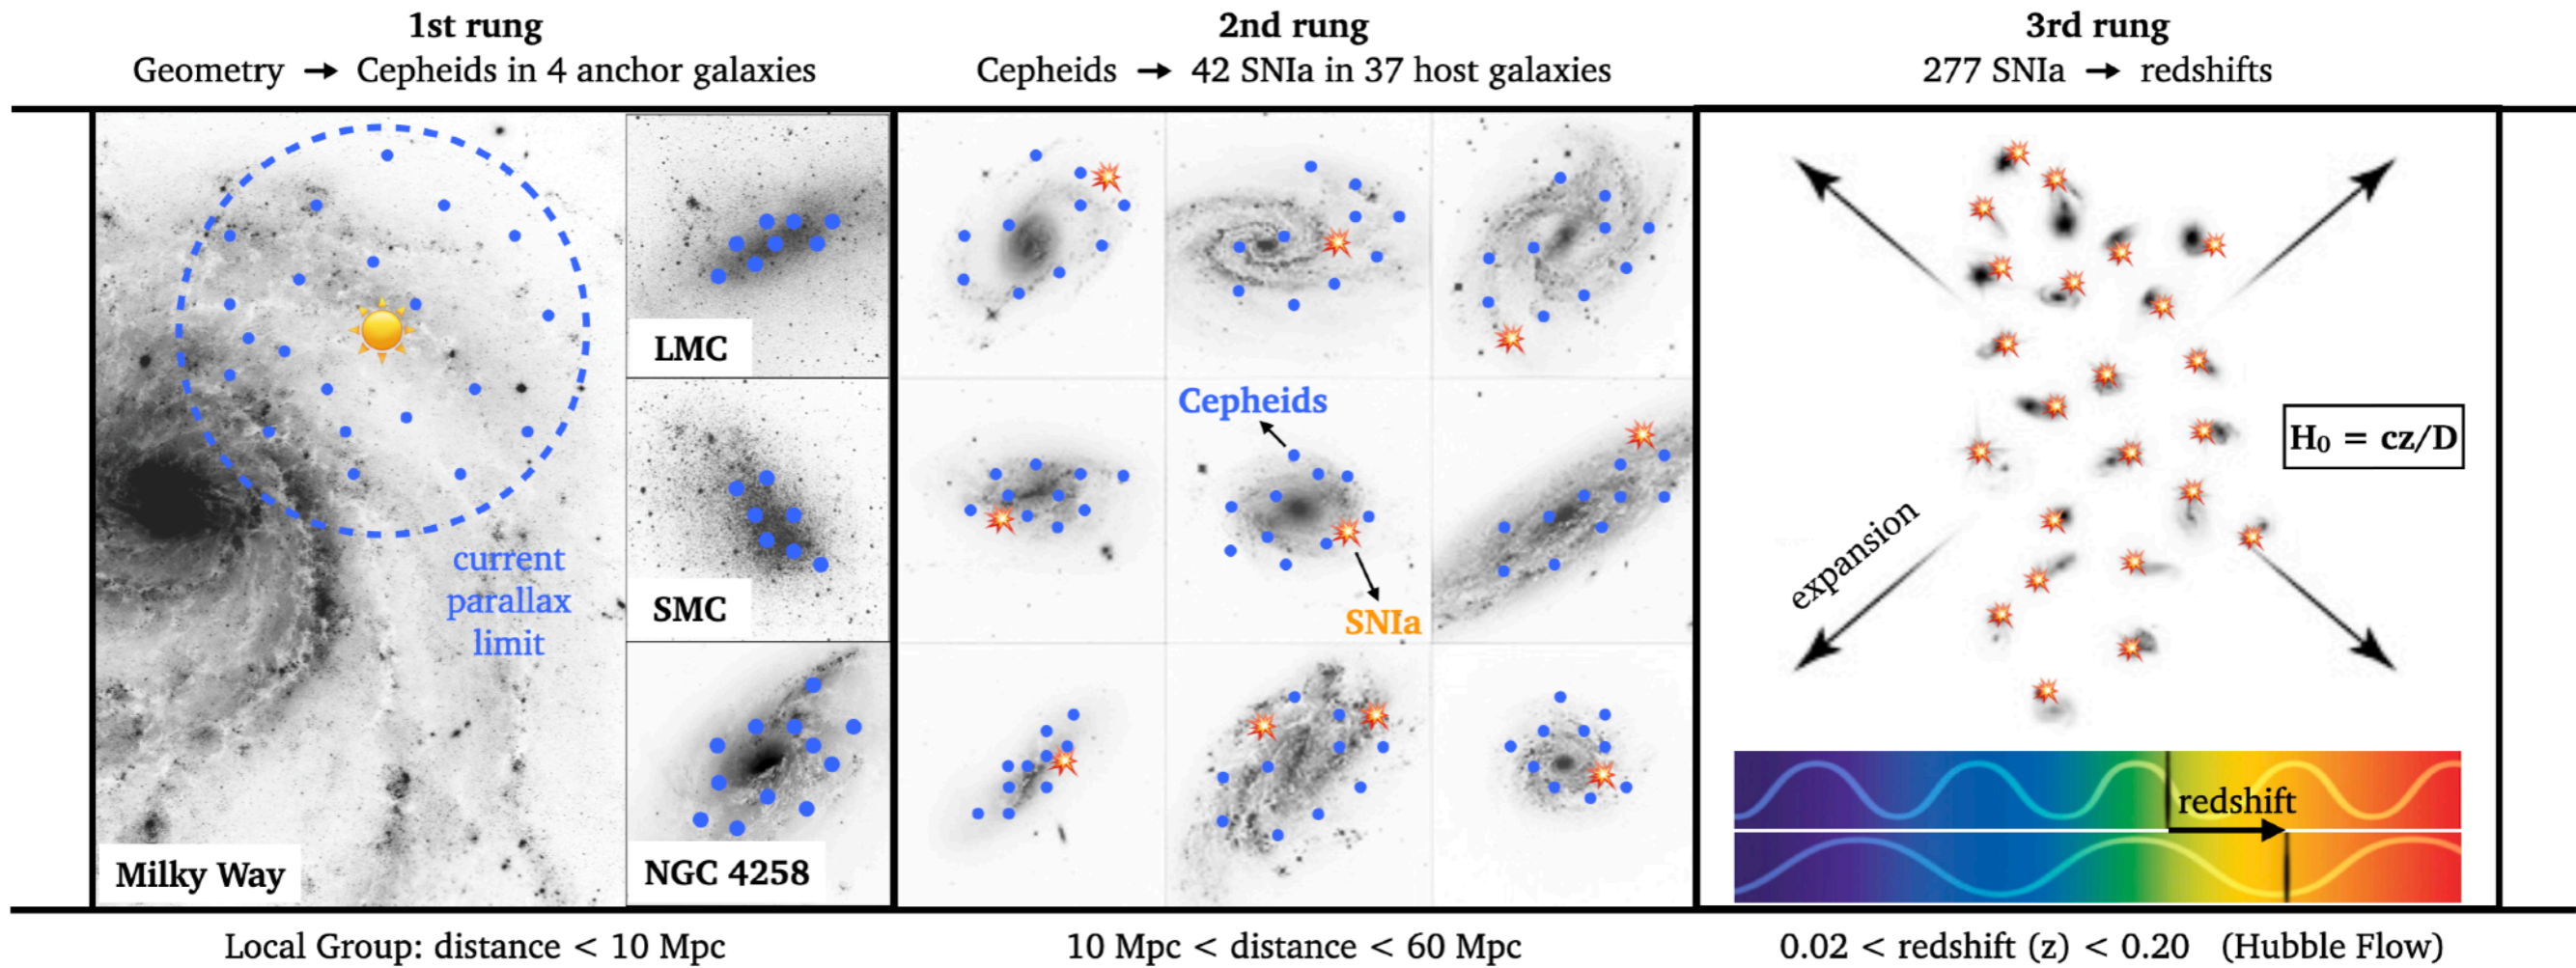 1st rung
Geometry → Cepheids in 4 anchor galaxies
2nd rung
Cepheids → 42 SNIa in 37 host galaxies
3rd rung
277 SNIa → redshifts
current
parallax
limit
Milky Way
LMC
SMC
NGC 4258
Cepheids
SNIa
H₀ = cz/D
expansion
redshift
Local Group: distance < 10 Mpc
10 Mpc < distance < 60 Mpc
0.02 < redshift (z) < 0.20 (Hubble Flow)